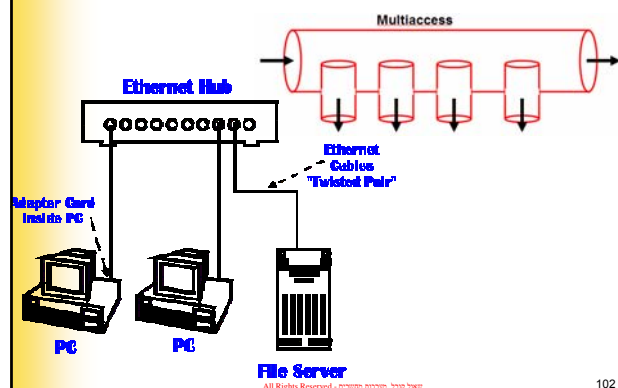 Multiaccess
Ethernet Hub
Ethernet
Cables
"Twisted Pair"
Adapter Card
Inside PC
PC
PC
File Server
All Rights Reserved -
102